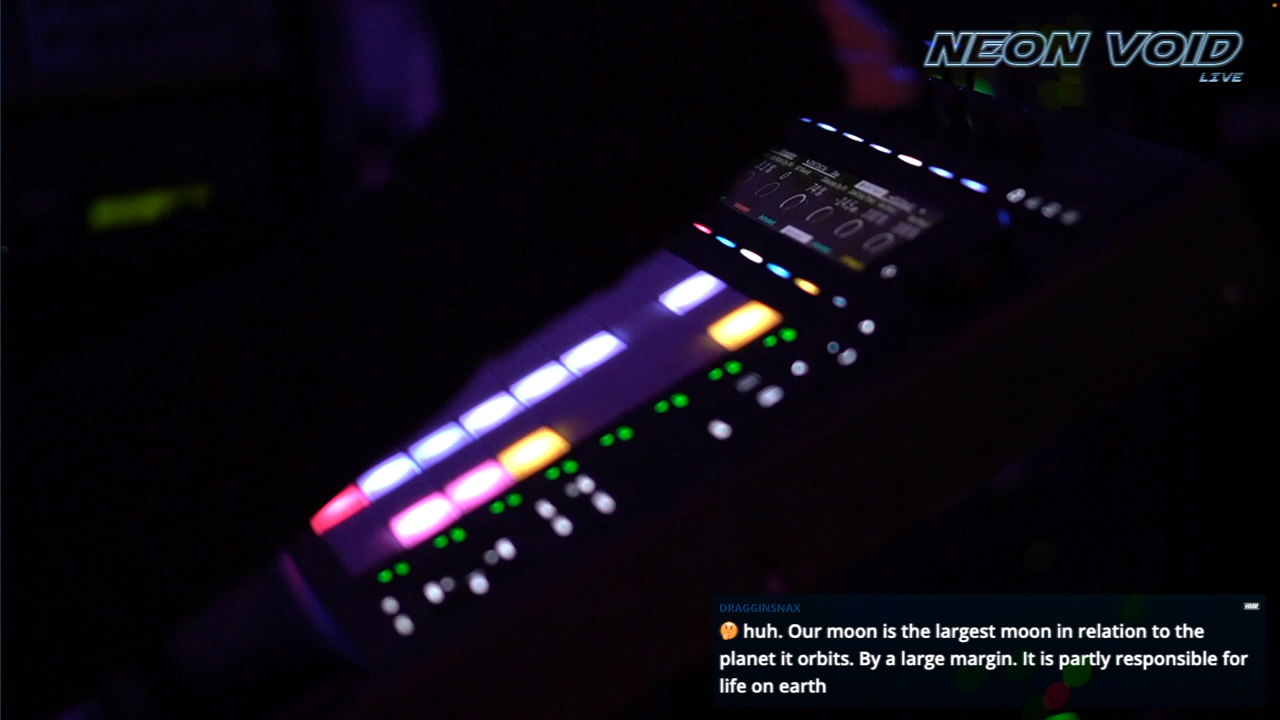 NEON VOID
LIVE
DRAGGINSNAX
VOID
🤔 huh. Our moon is the largest moon in relation to the
planet it orbits. By a large margin. It is partly responsible for
life on earth